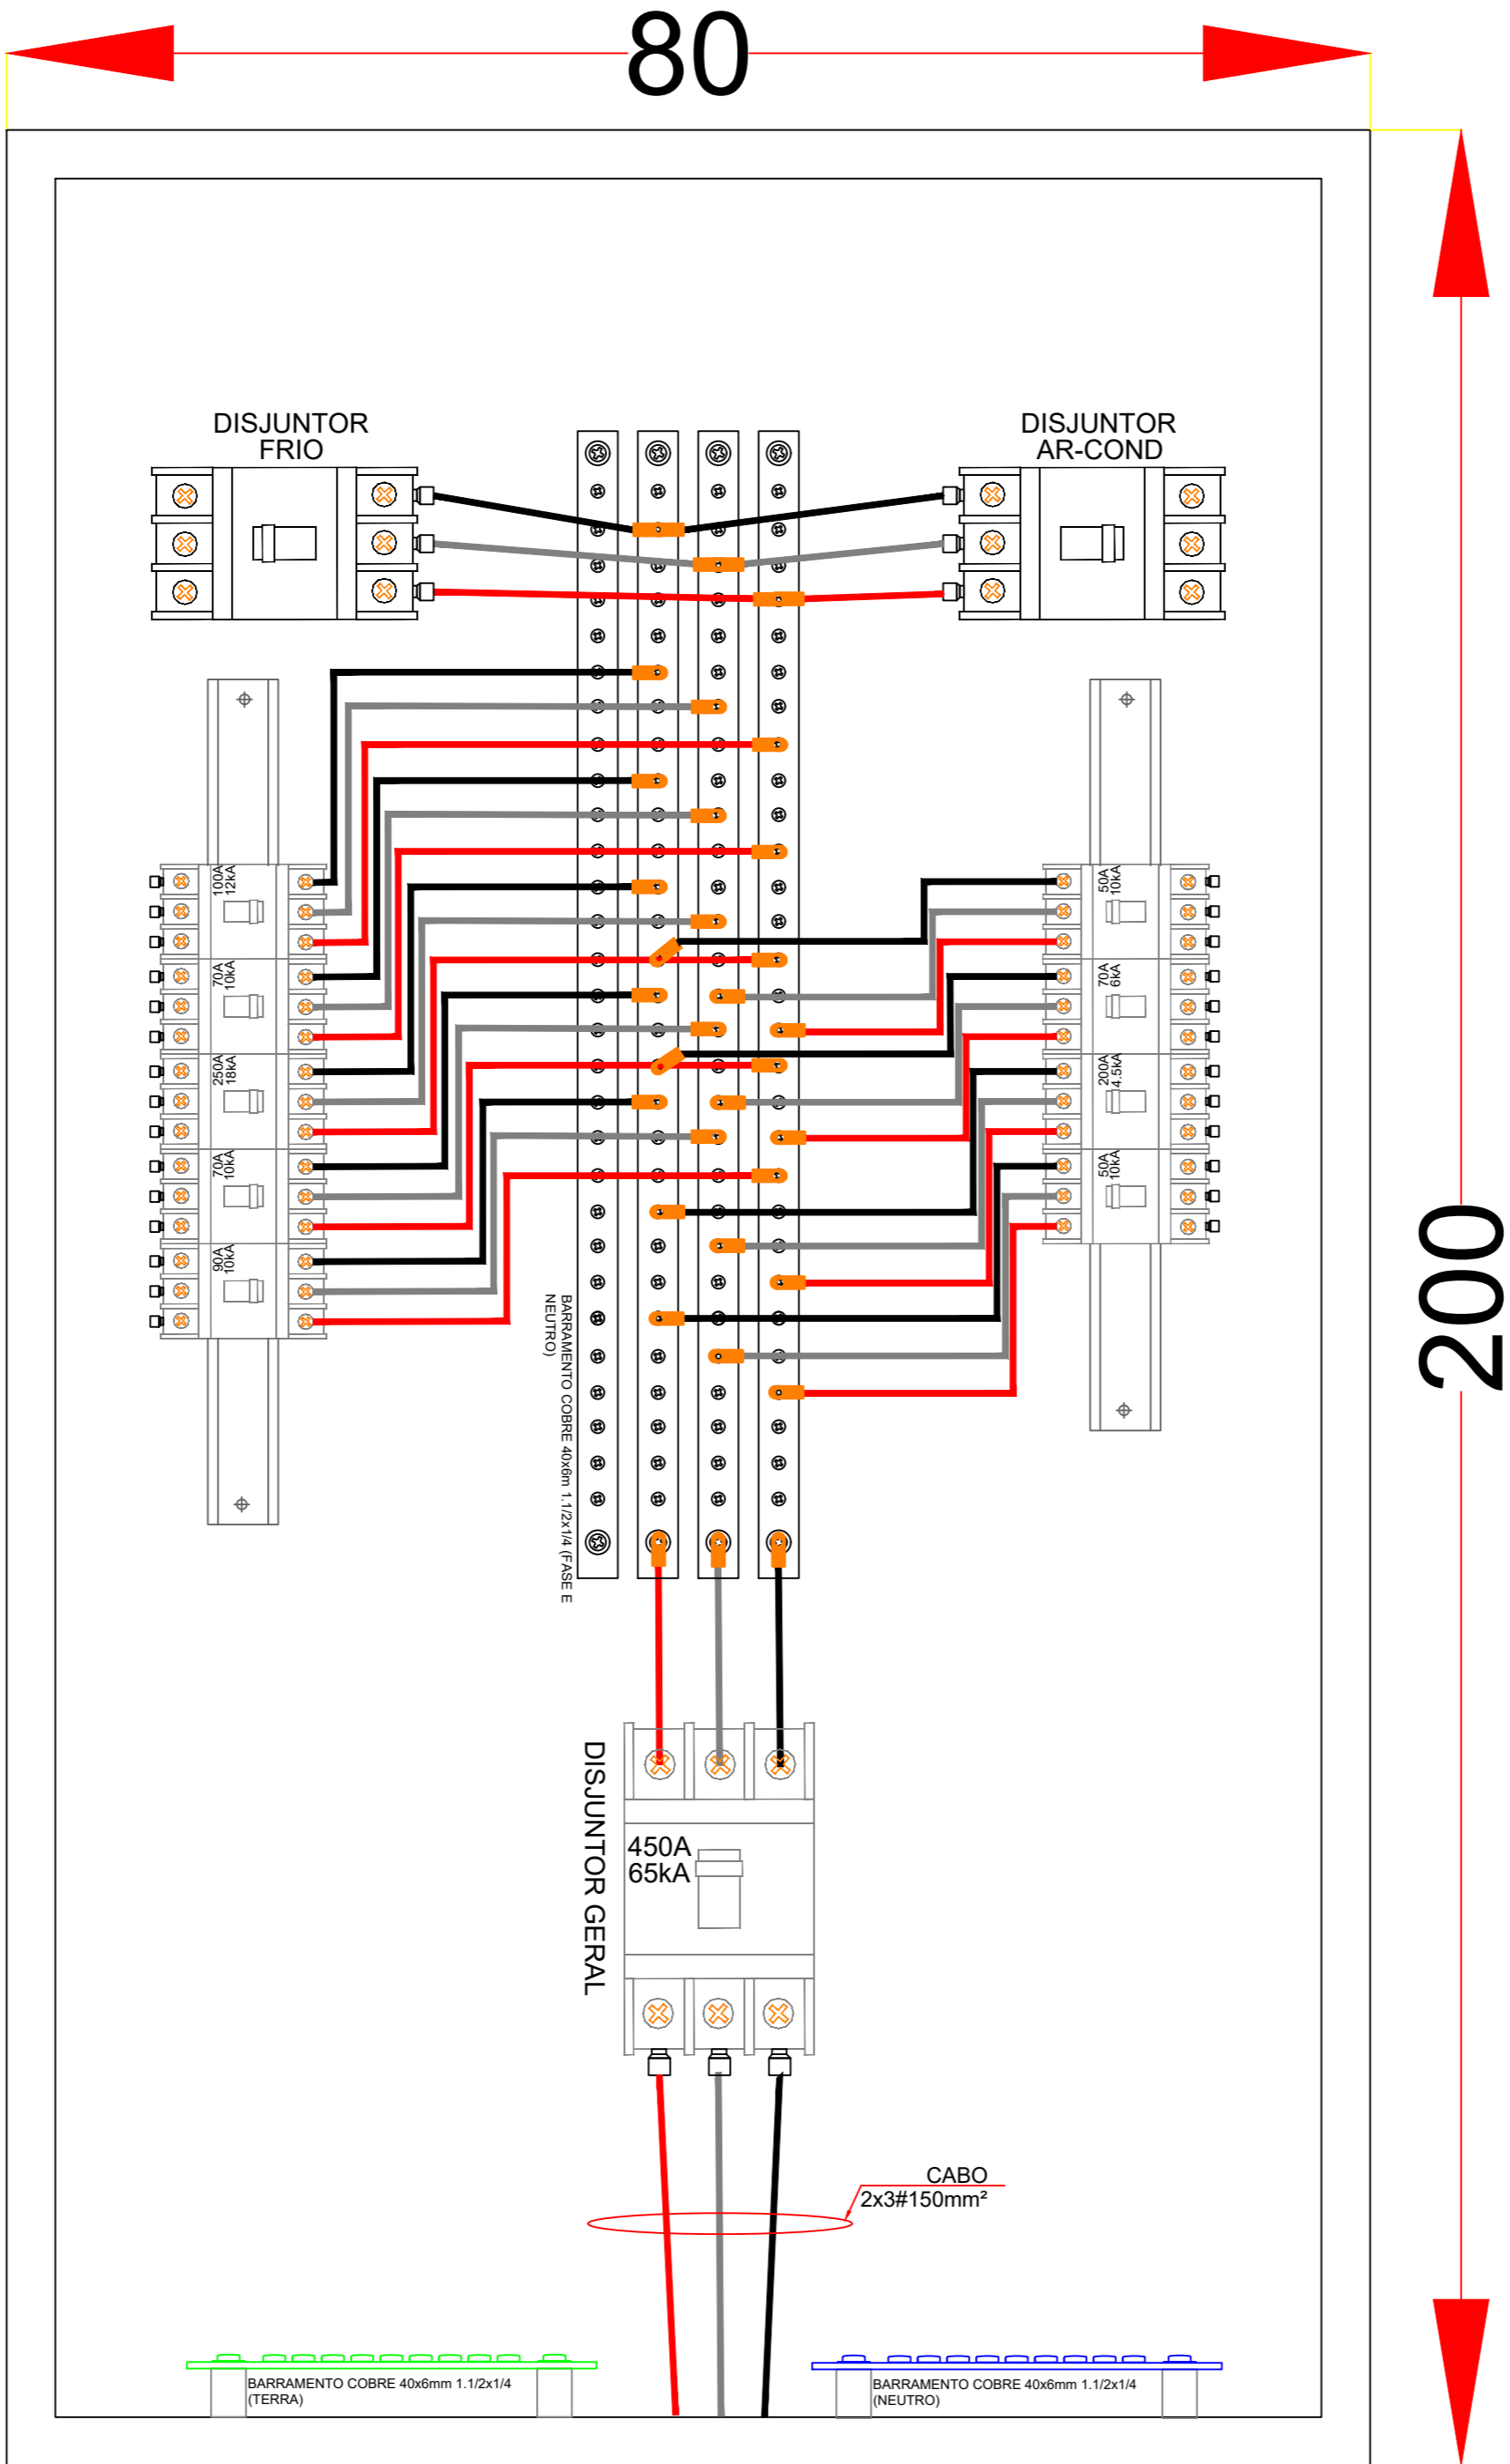 80
200
DISJUNTOR
FRIO
DISJUNTOR
AR-COND
100A
12kA
70A
10kA
250A
18kA
70A
10kA
90A
10kA
50A
10kA
70A
6kA
200A
4.5kA
50A
10kA
BARRAMENTO COBRE 40x6m 1.1/2x1/4 (FASE E
NEUTRO)
DISJUNTOR GERAL
450A
65kA
CABO
2x3#150mm²
BARRAMENTO COBRE 40x6mm 1.1/2x1/4
(TERRA)
BARRAMENTO COBRE 40x6mm 1.1/2x1/4
(NEUTRO)